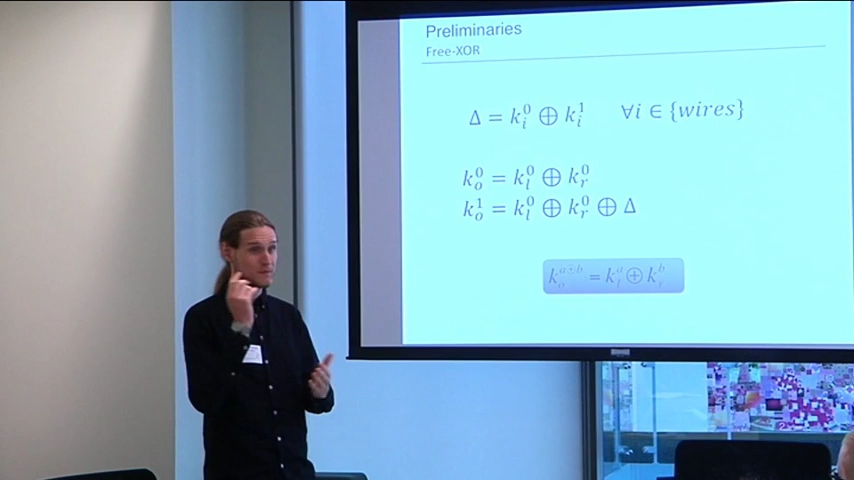 Preliminaries
Free-XOR
Δ = k_i^0 ⊕ k_i^1 ∀i ∈ {wires}
k_o^0 = k_l^0 ⊕ k_r^0
k_o^1 = k_l^0 ⊕ k_r^0 ⊕ Δ
k_o^{a⊕b} = k_l^a ⊕ k_r^b